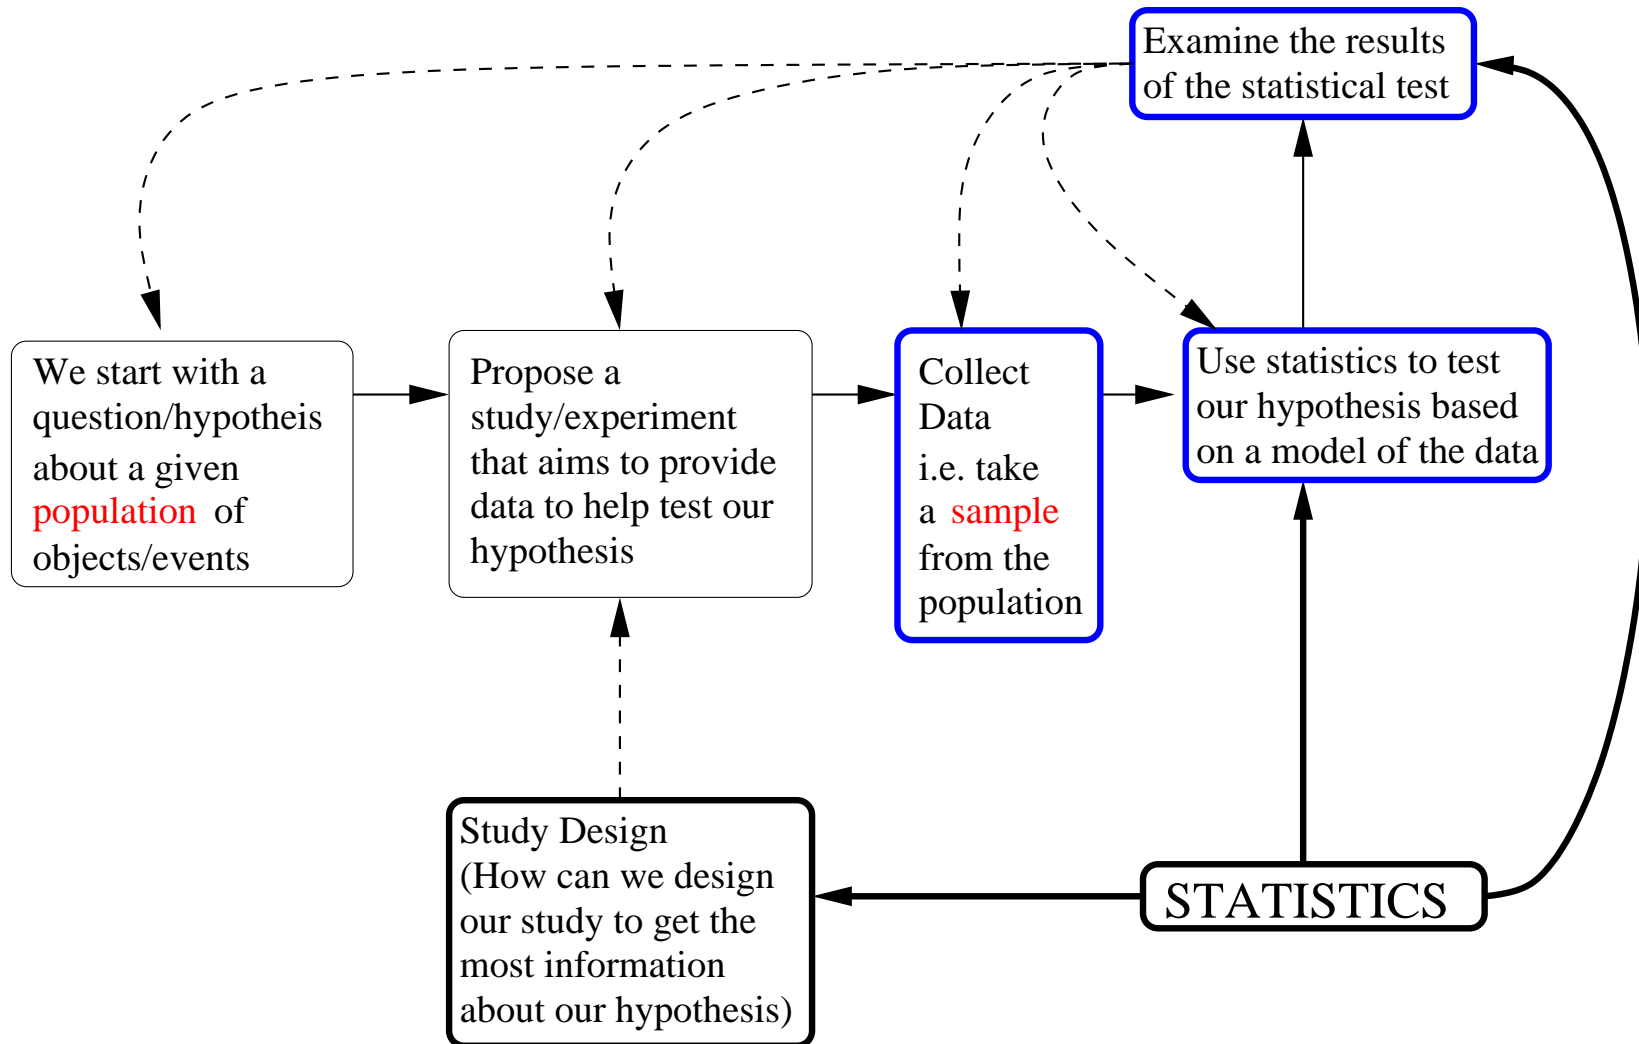 Examine the results
of the statistical test
We start with a
question/hypotheis
about a given
population of
objects/events
Propose a
study/experiment
that aims to provide
data to help test our
hypothesis
Collect
Data
i.e. take
a sample
from the
population
Use statistics to test
our hypothesis based
on a model of the data
Study Design
(How can we design
our study to get the
most information
about our hypothesis)
STATISTICS